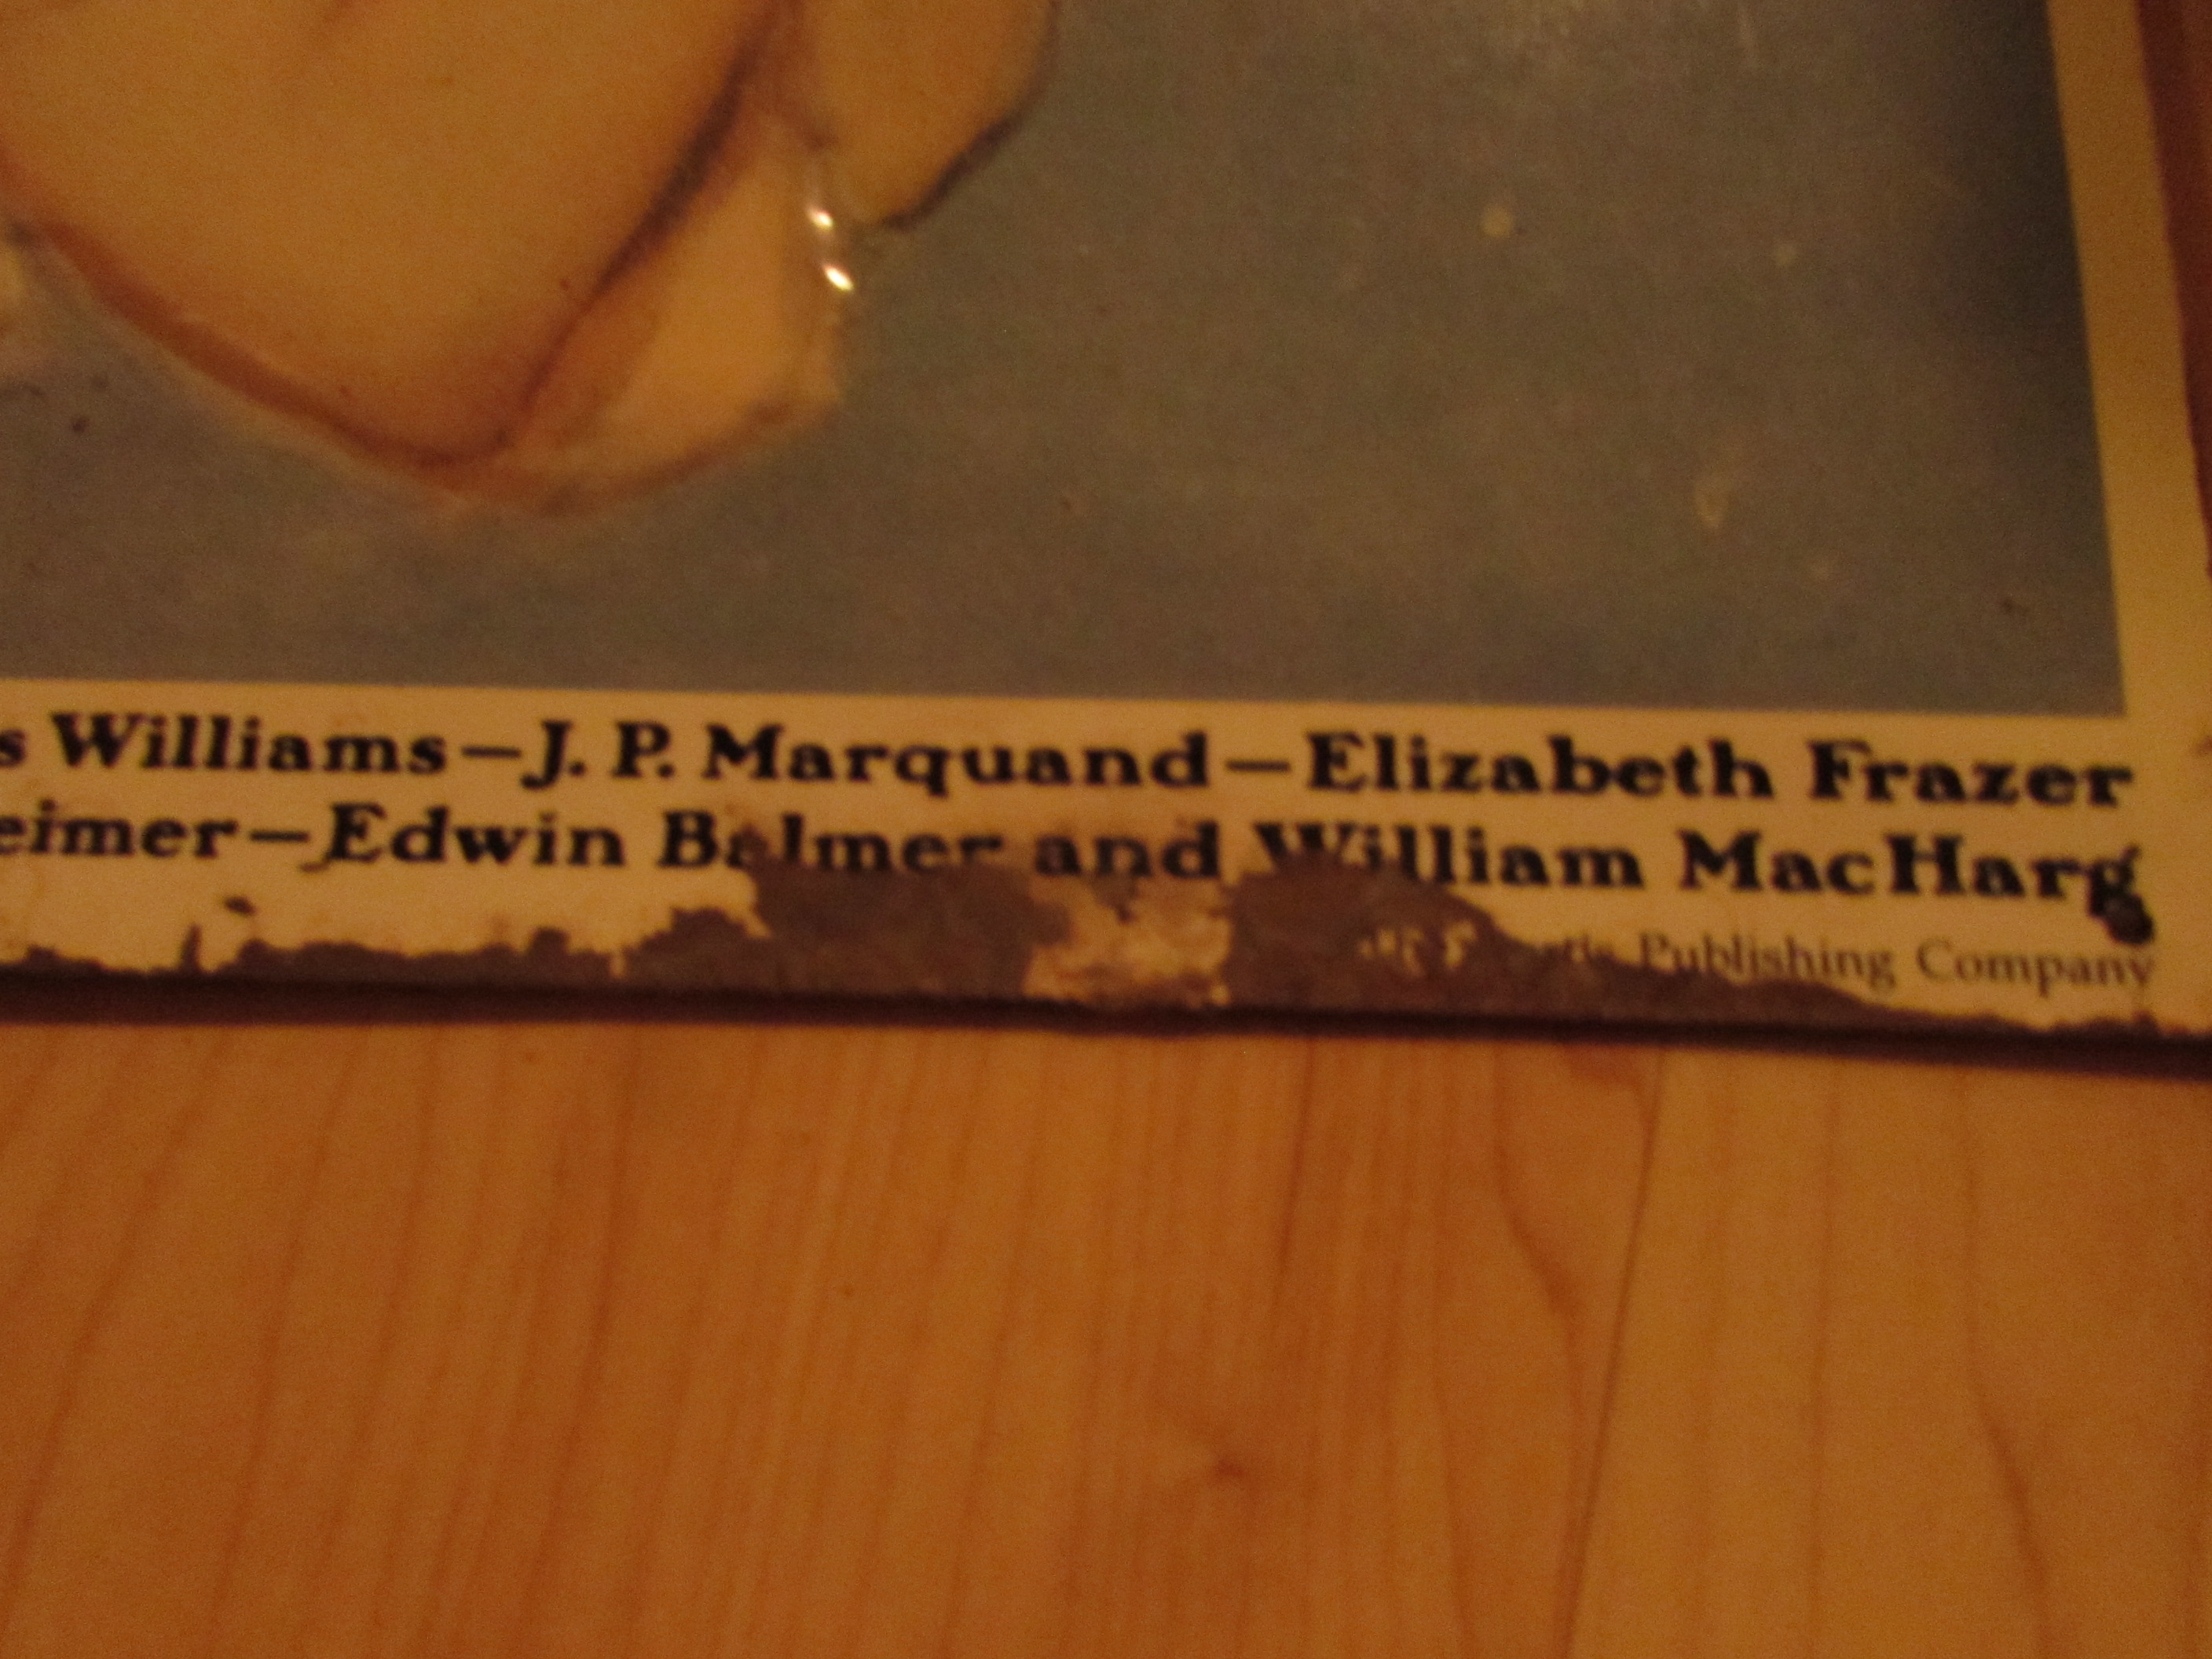 s Williams—J. P. Marquand—Elizabeth Frazer
eimer—Edwin Balmer and William MacHarg
Publishing Company